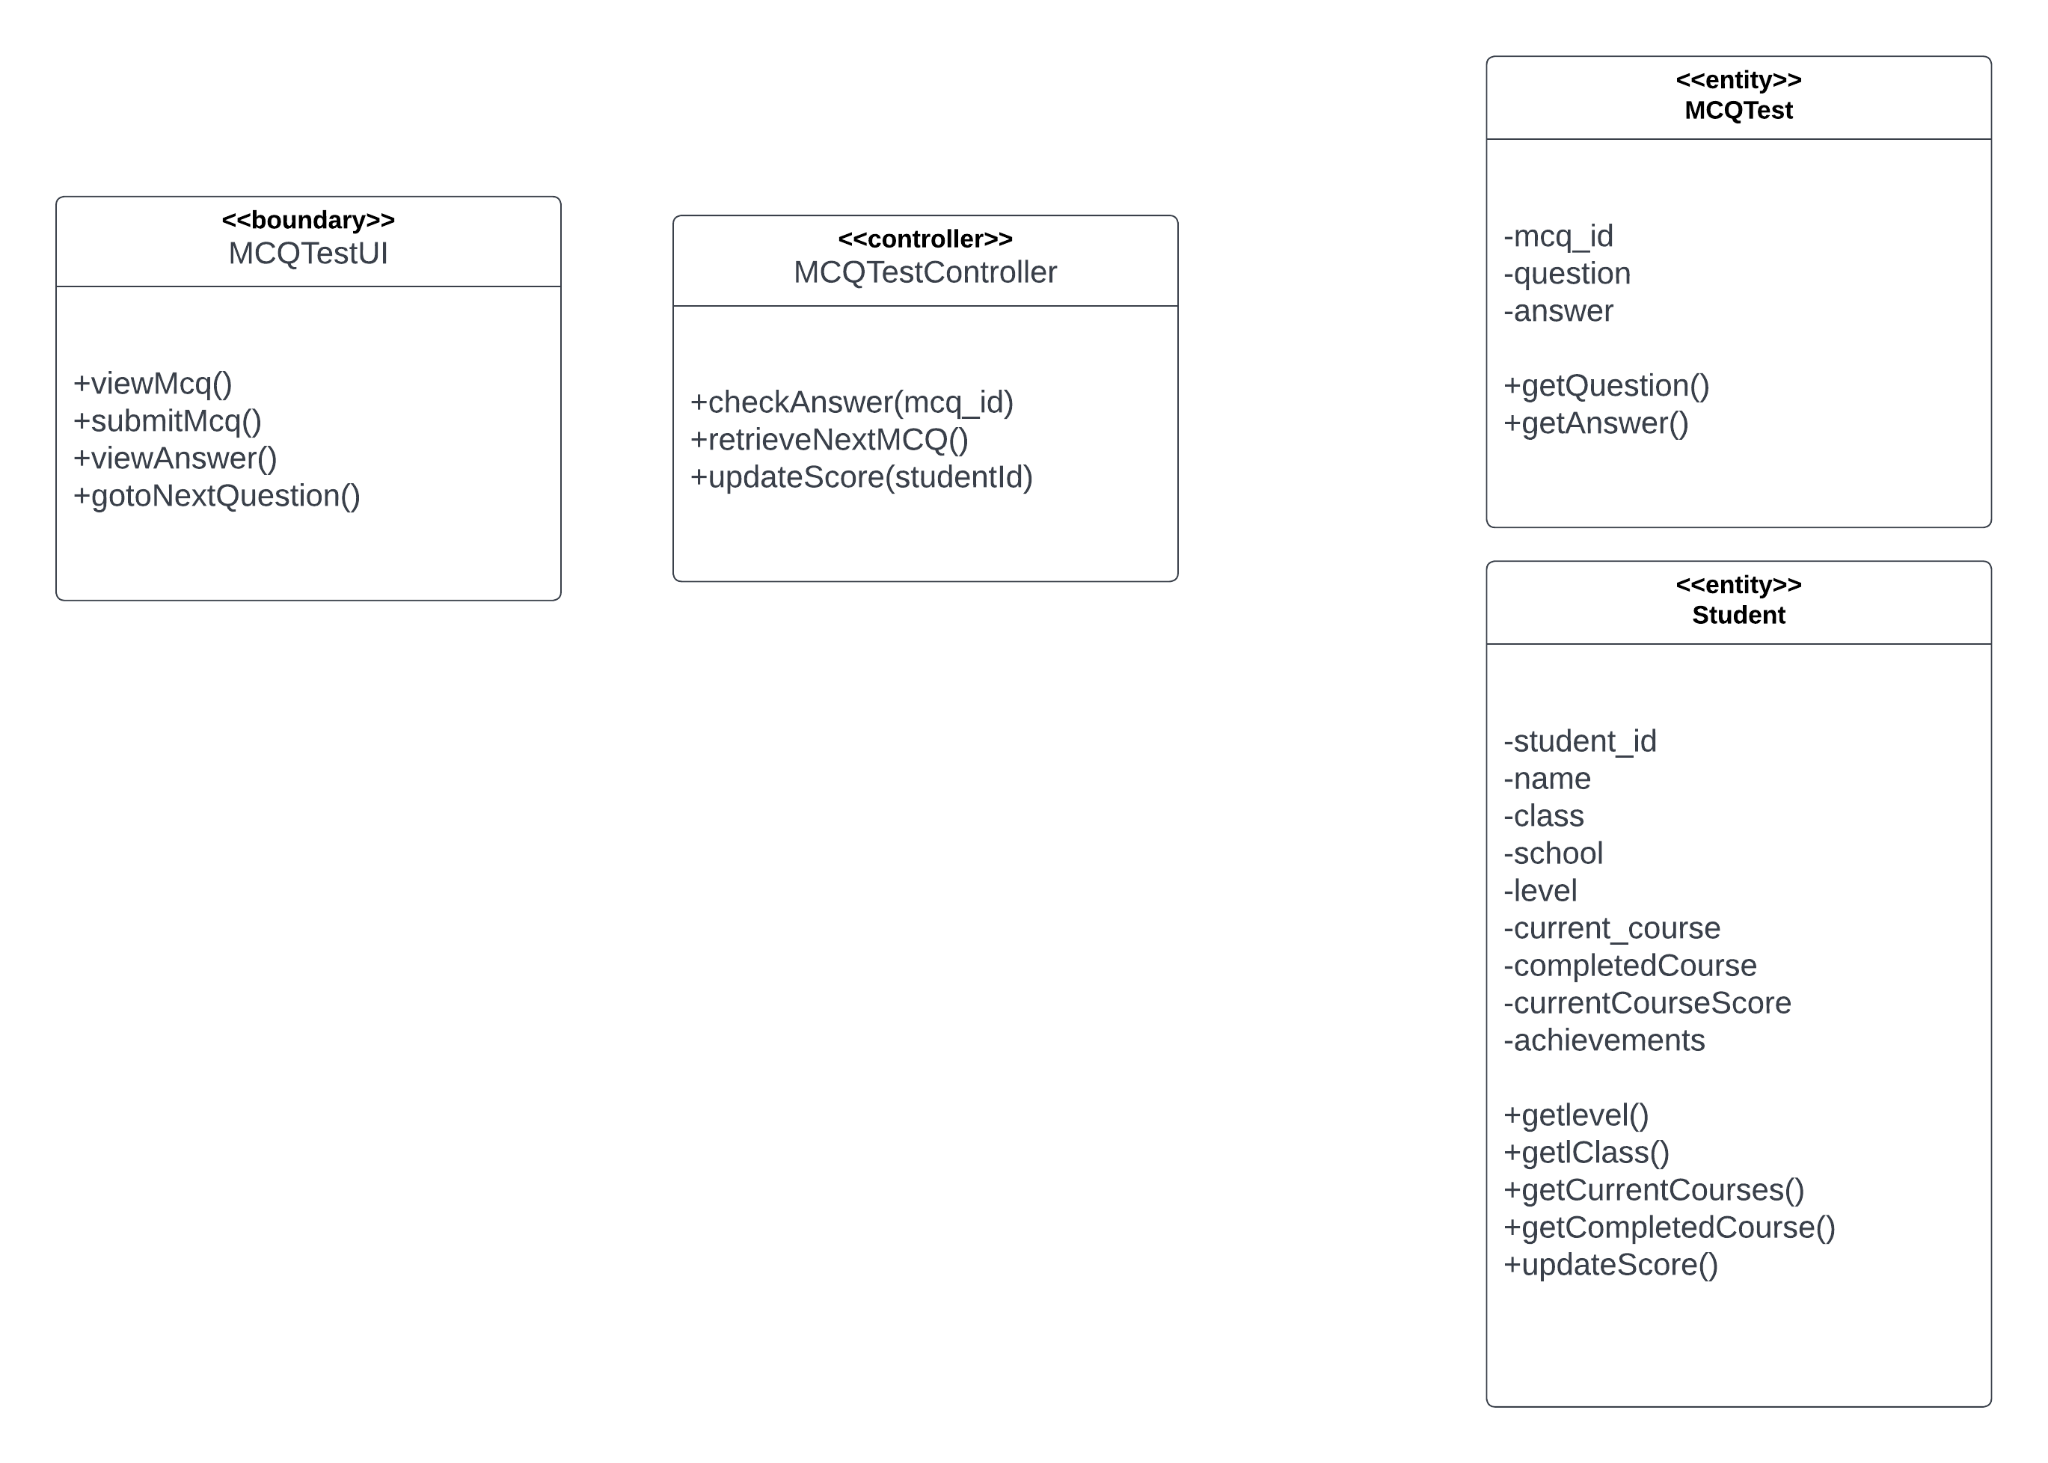 <<boundary>>
MCQTestUI
+viewMcq()
+submitMcq()
+viewAnswer()
+gotoNextQuestion()
<<controller>>
MCQTestController
+checkAnswer(mcq_id)
+retrieveNextMCQ()
+updateScore(studentId)
<<entity>>
MCQTest
-mcq_id
-question
-answer
+getQuestion()
+getAnswer()
<<entity>>
Student
-student_id
-name
-class
-school
-level
-current_course
-completedCourse
-currentCourseScore
-achievements
+getlevel()
+getlClass()
+getCurrentCourses()
+getCompletedCourse()
+updateScore()